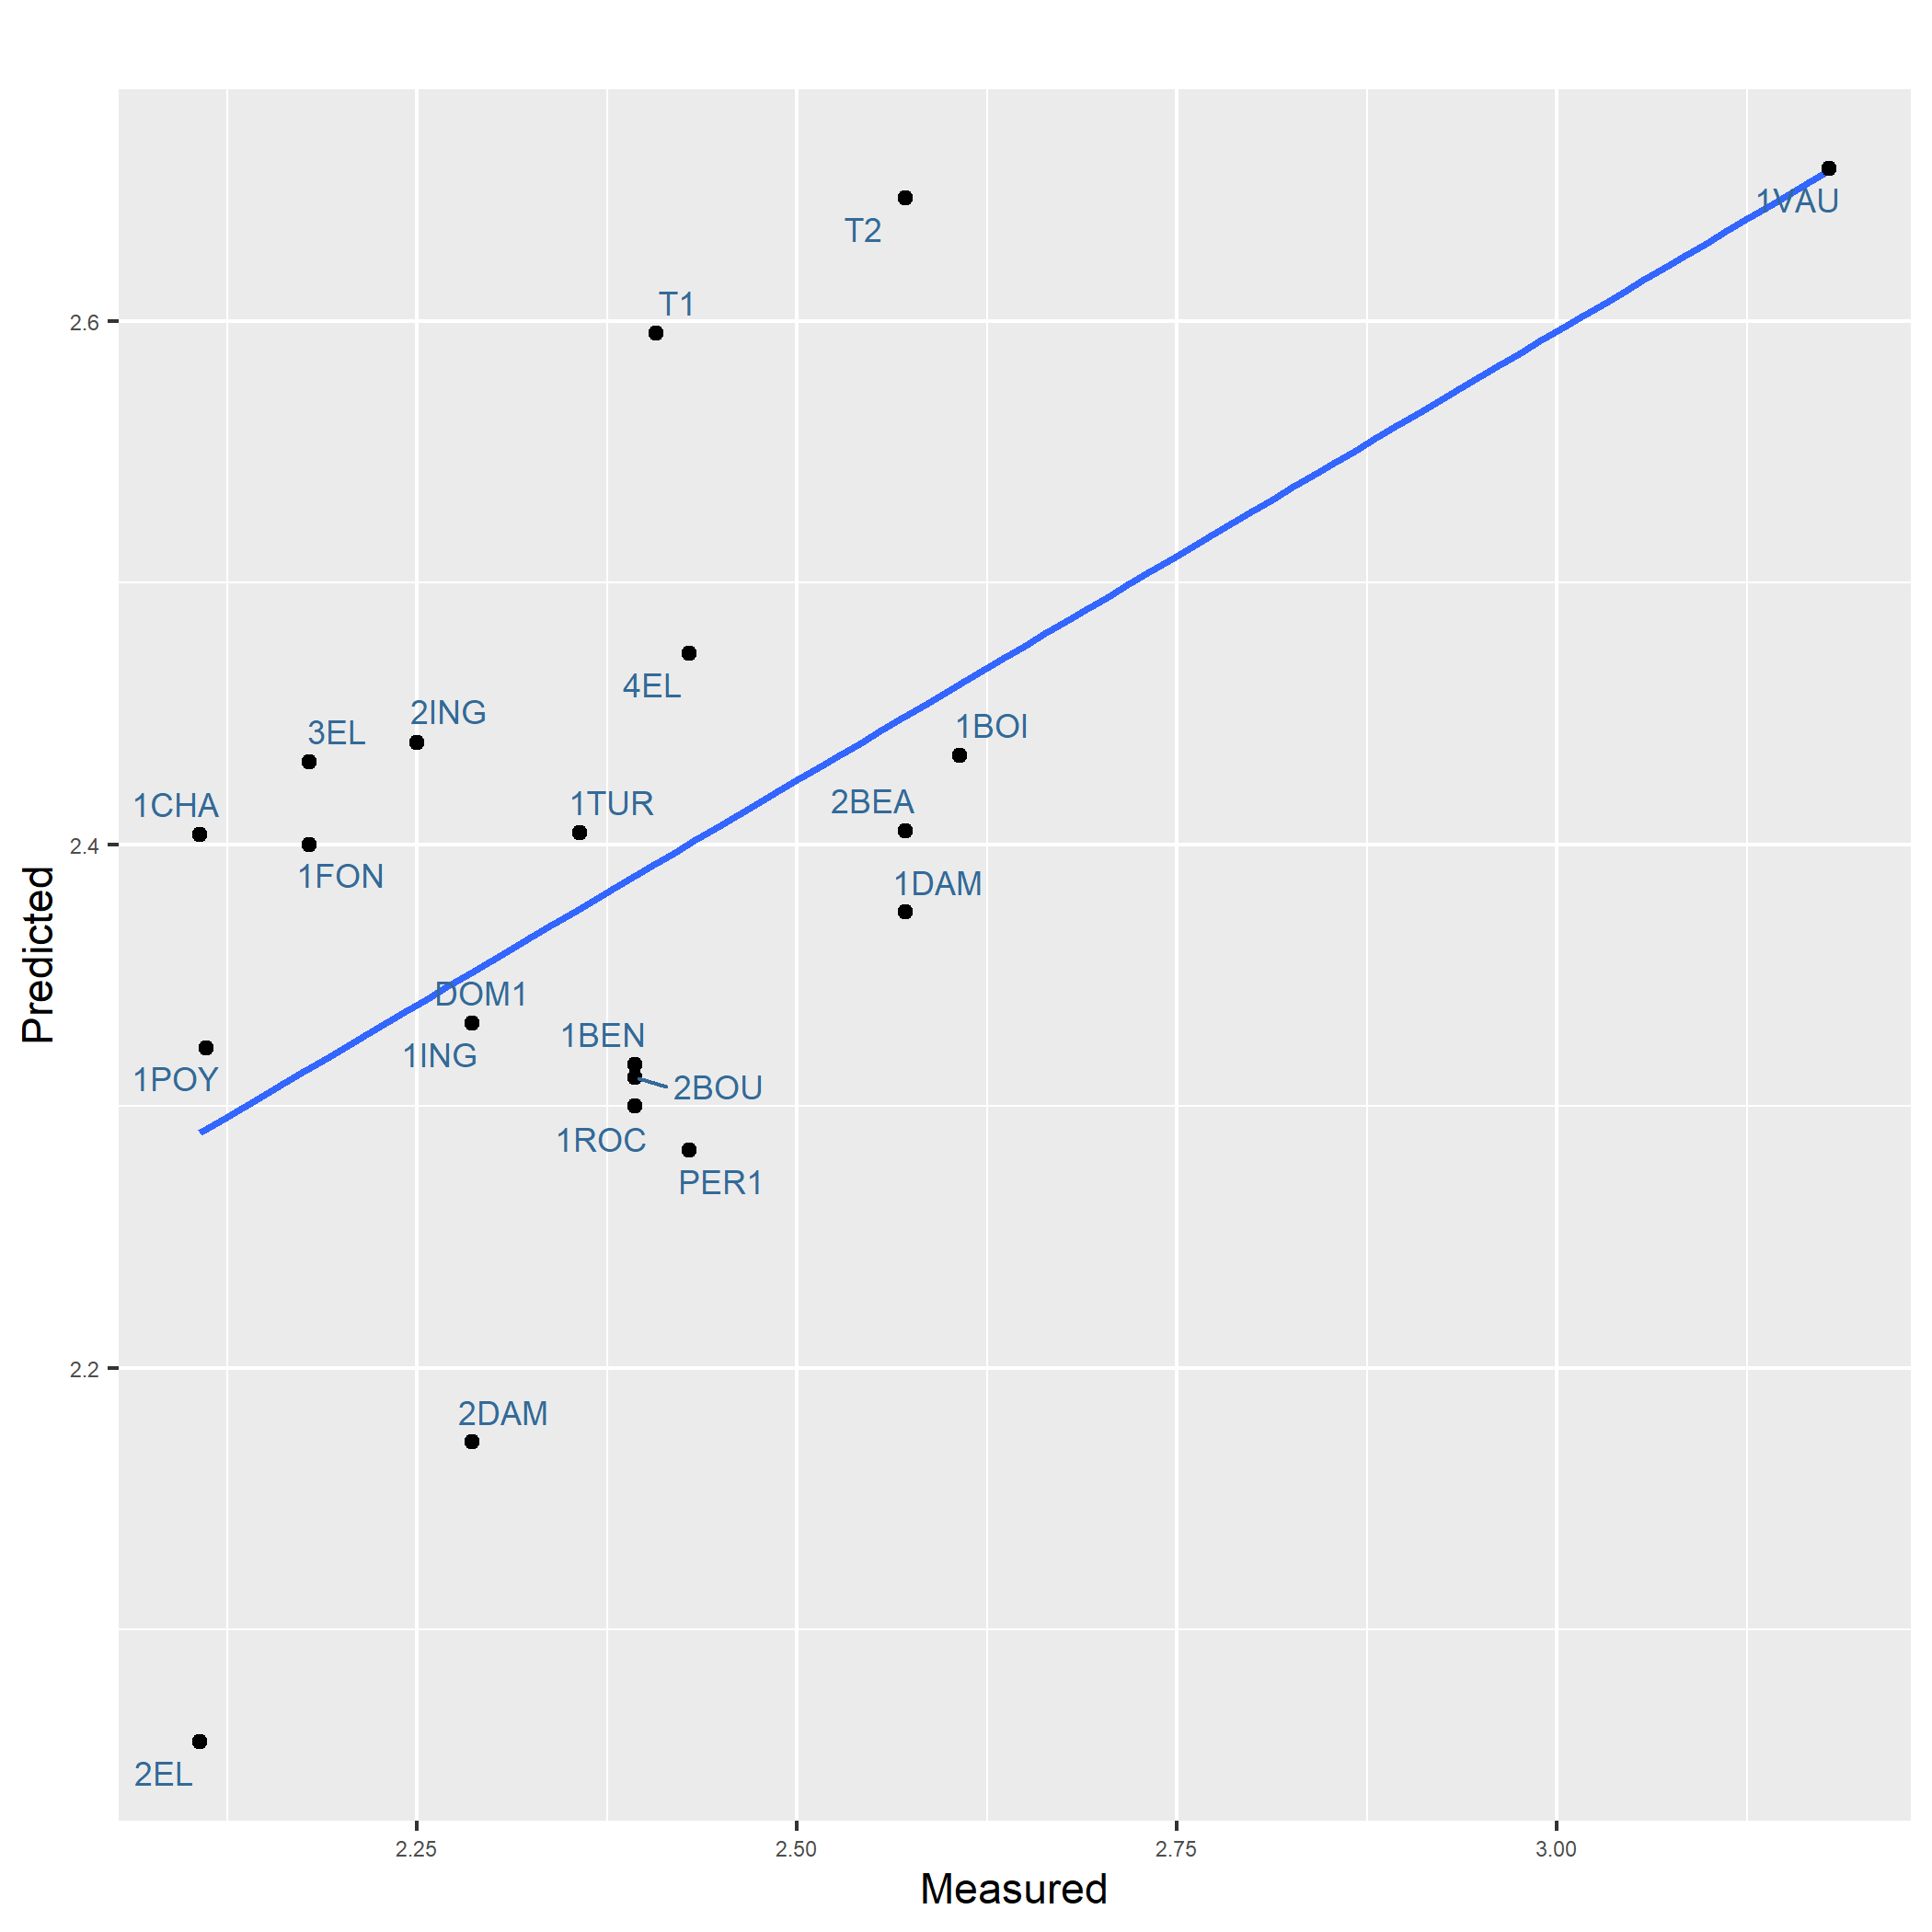 1VAU
T2
T1
2.6
4EL
2ING
1BOI
3EL
2BEA
1TUR
1CHA
2.4
1FON
1DAM
Predicted
DOM1
1BEN
1ING
1POY
2BOU
1ROC
PER1
2.2
2DAM
2EL
2.25 2.50 2.75 3.00
Measured